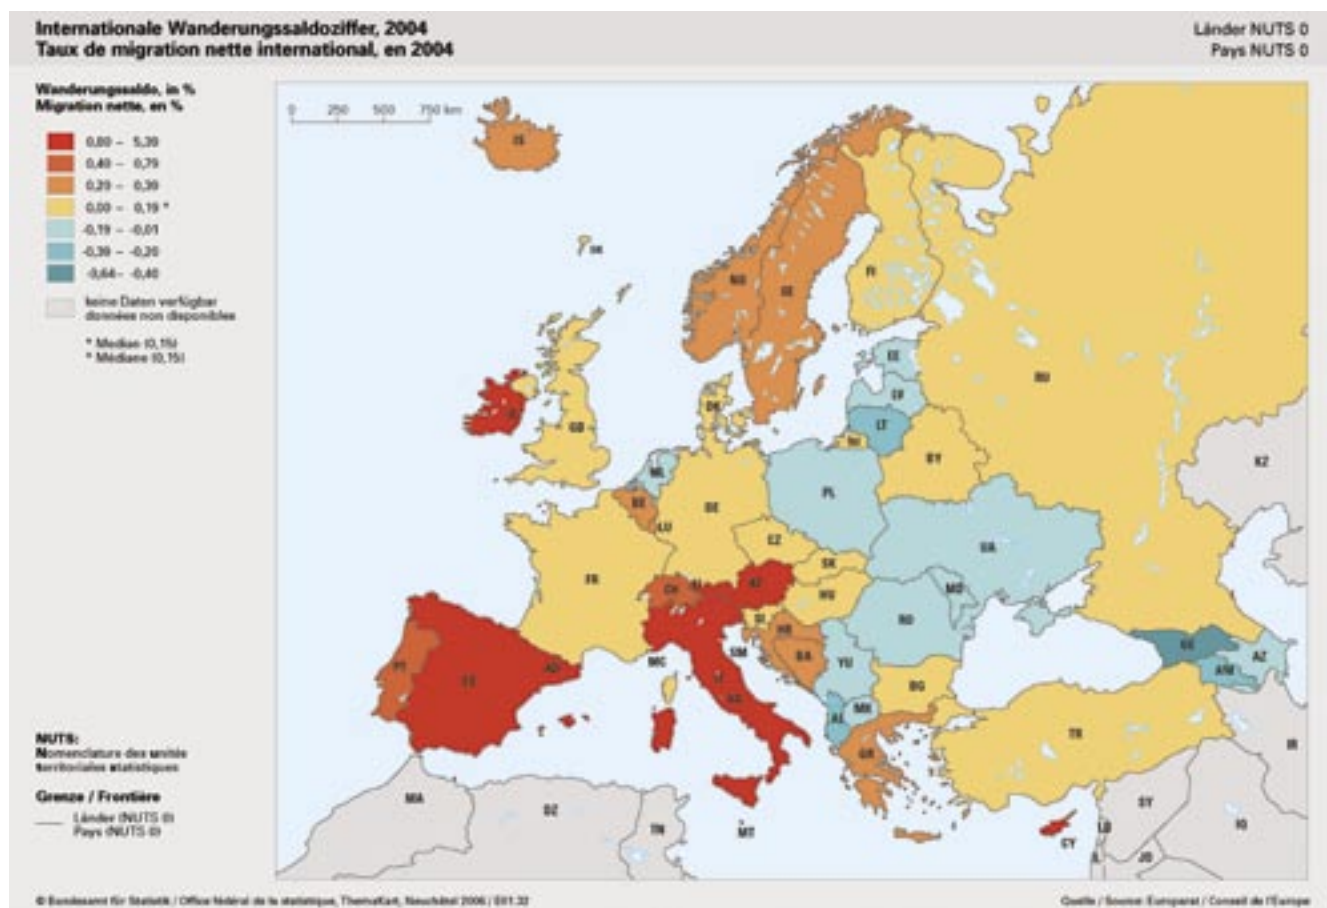 Internationale Wanderungssaldoziffer, 2004
Taux de migration nette international, en 2004
Länder NUTS 0
Pays NUTS 0
Wanderungssaldo, in %
Migration nette, en %
0,80 – 5,39
0,40 – 0,79
0,20 – 0,39
0,00 – 0,19 *
-0,19 – -0,01
-0,39 – -0,20
-0,40
keine Daten verfügbar
données non disponibles
* Median (0,15)
* Médiane (0,15)
0 250 500 750 km
IS
NO
SE
FI
RU
EE
LV
LT
BY
DK
GB
NL
BE
LU
DE
PL
CZ
SK
UA
KZ
FR
CH
AT
HU
MD
RO
SI
HR
BA
YU
BG
MC
SM
IT
PT
ES
AD
AL
MK
GR
TR
GE
AM
AZ
MA
DZ
TN
MT
CY
LB
SY
IQ
IR
JO
IL
NUTS:
Nomenclature des unités
territoriales statistiques
Grenze / Frontière
Länder (NUTS 0)
Pays (NUTS 0)
© Bundesamt für Statistik / Office fédéral de la statistique, ThemaKart, Neuchâtel 2006 / E01.32
Quelle / Source: Europarat / Conseil de l'Europe